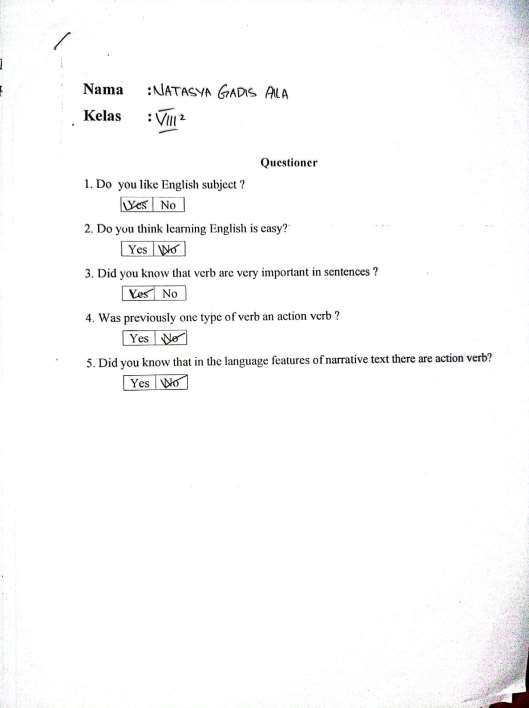 Nama :NATASYA GADIS ALA
Kelas : VIII 2
Questioner
1. Do you like English subject ?
Yes No
2. Do you think learning English is easy?
Yes No
3. Did you know that verb are very important in sentences ?
Yes No
4. Was previously one type of verb an action verb ?
Yes No
5. Did you know that in the language features of narrative text there are action verb?
Yes No